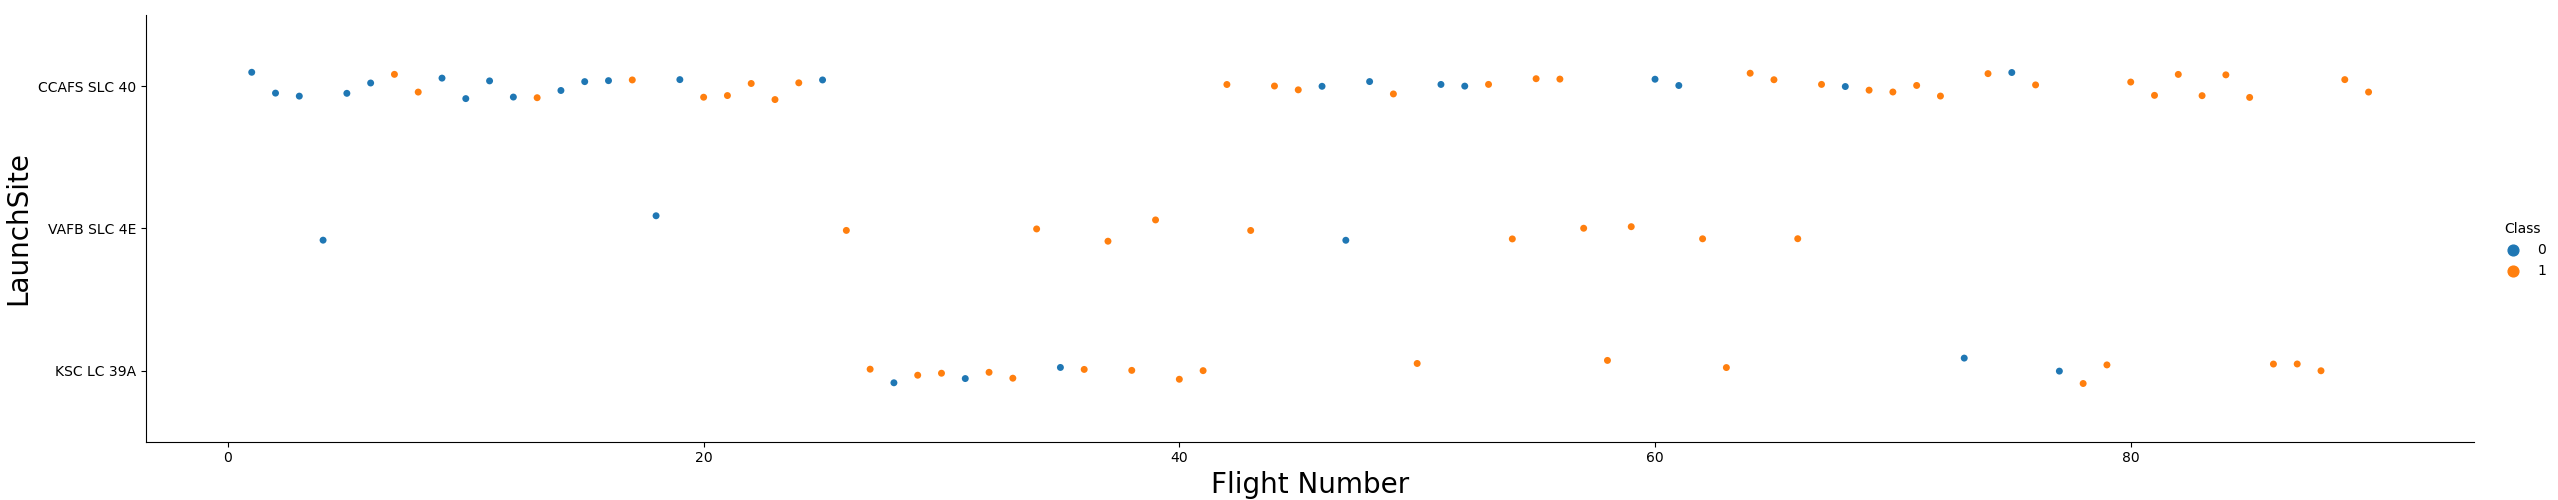 LaunchSite
CCAFS SLC 40
VAFB SLC 4E
KSC LC 39A
0 20 40 60 80
Flight Number
Class
0
1